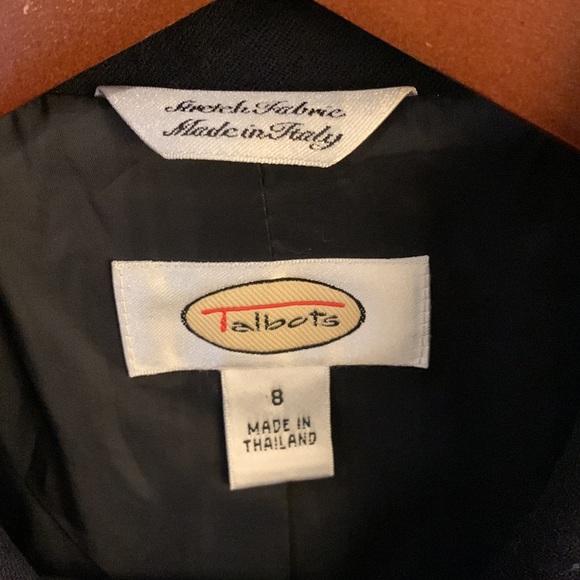 Stretch Fabric
Made in Italy
Talbots
8
MADE IN
THAILAND